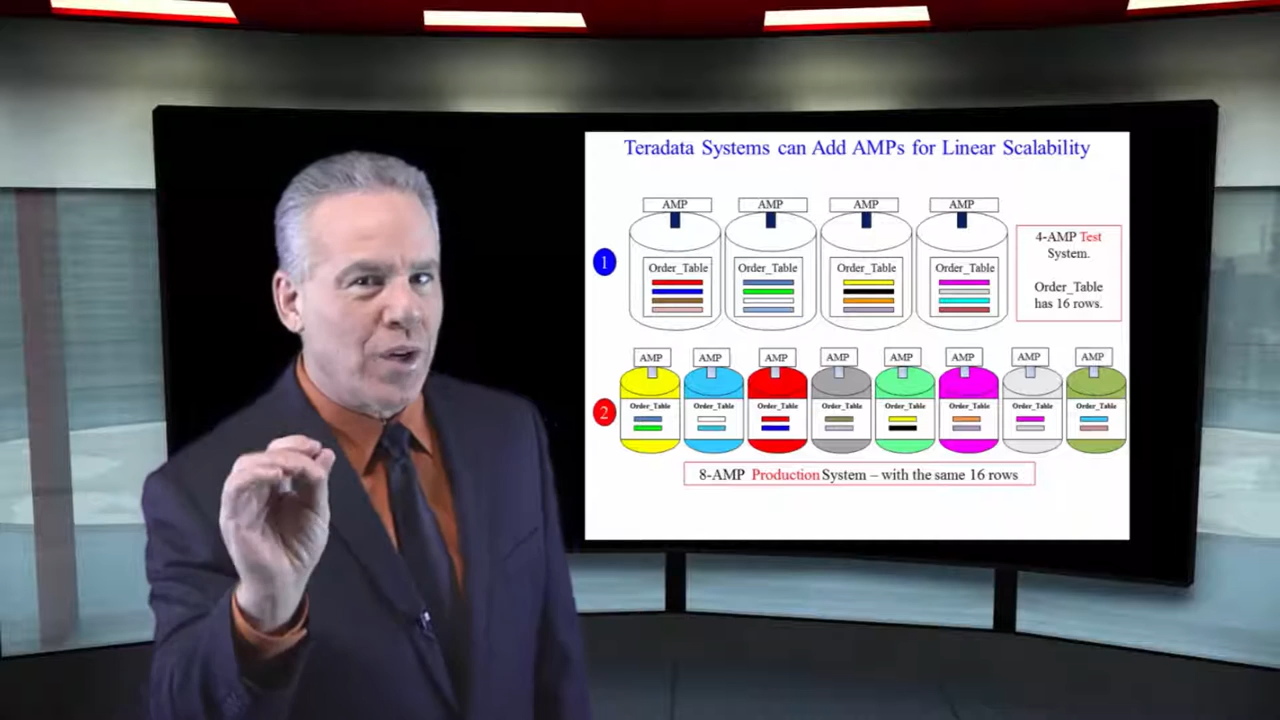 Teradata Systems can Add AMPs for Linear Scalability
AMP AMP AMP AMP
1
Order_Table Order_Table Order_Table Order_Table
4-AMP Test
System.
Order_Table
has 16 rows.
AMP AMP AMP AMP AMP AMP AMP AMP
2
Order_Table Order_Table Order_Table Order_Table Order_Table Order_Table Order_Table Order_Table
8-AMP Production System – with the same 16 rows